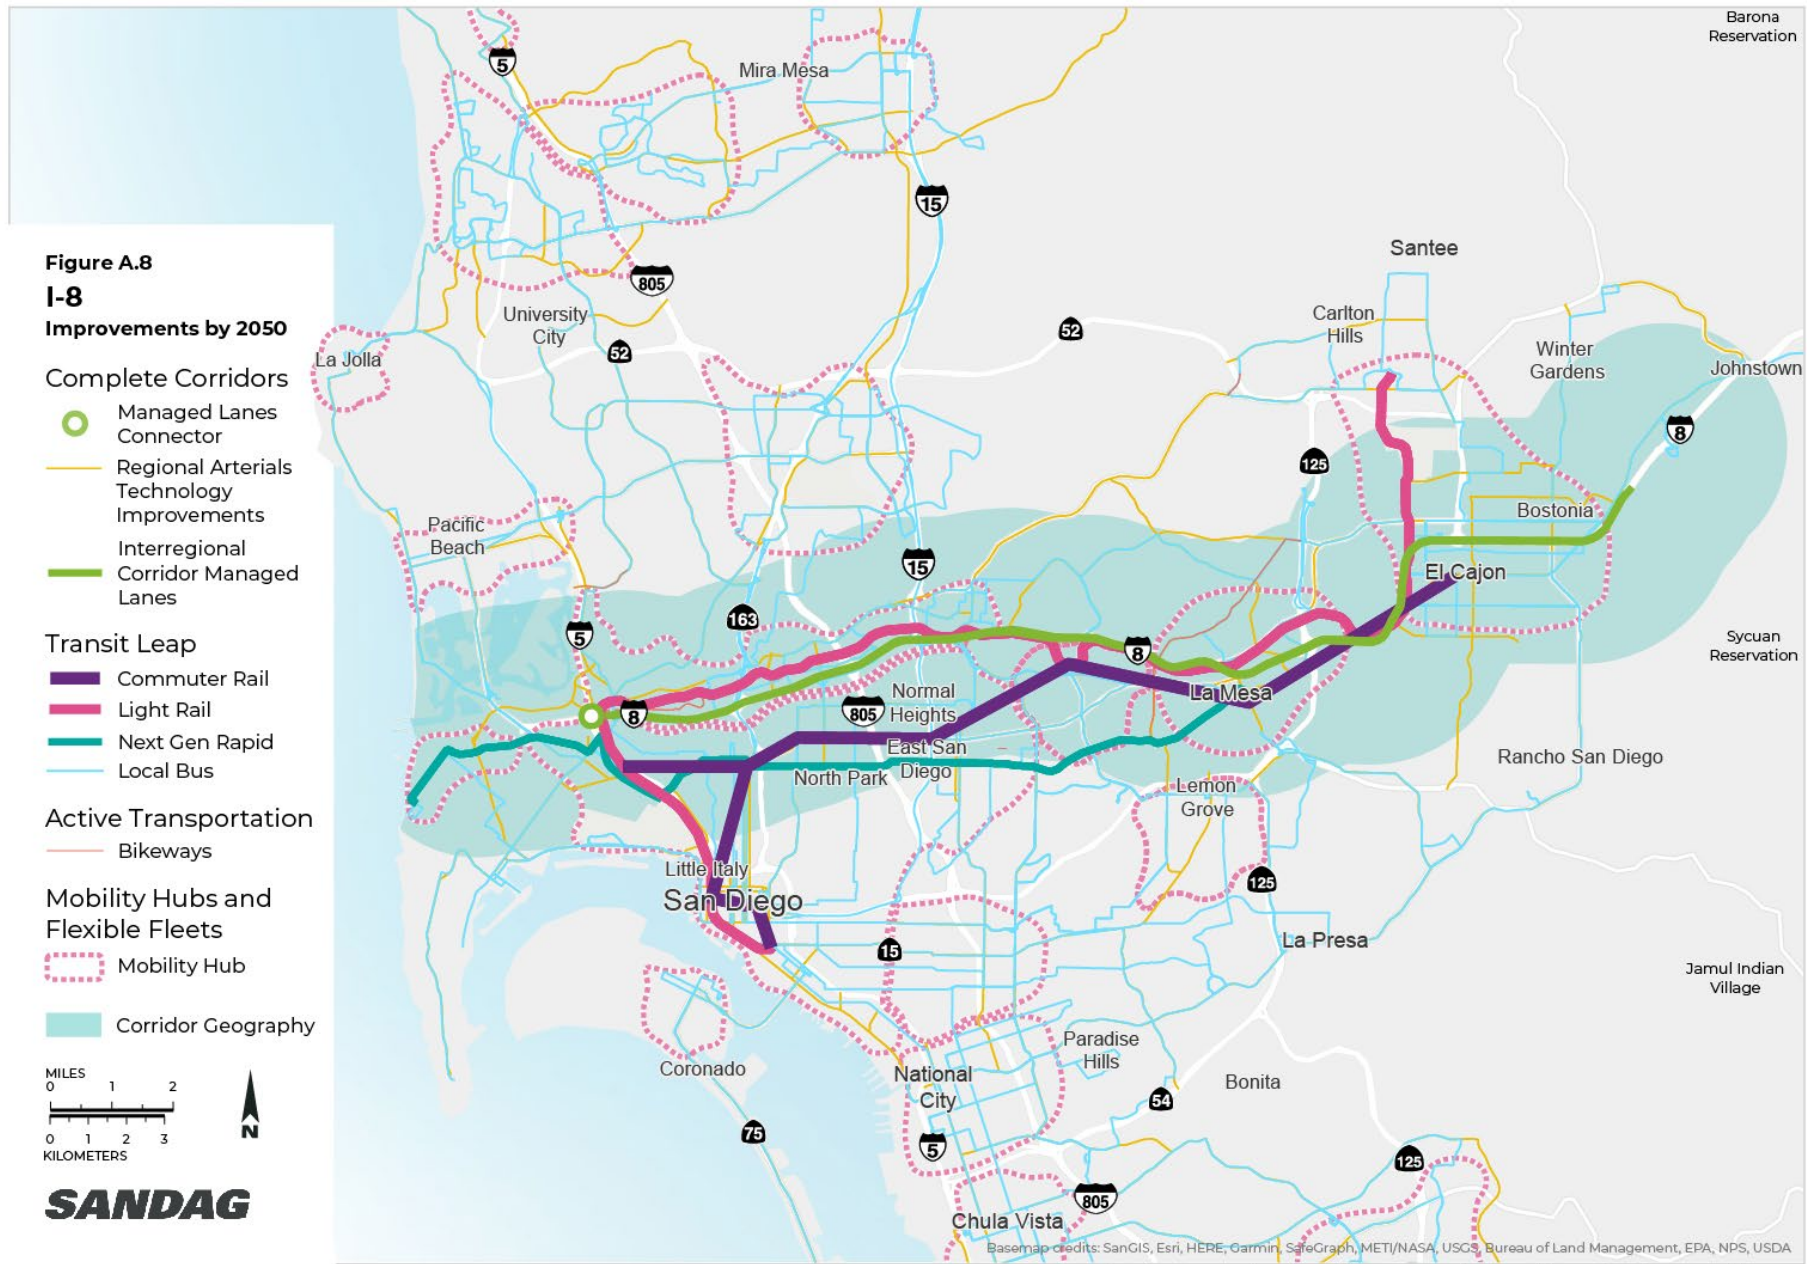 Figure A.8
I-8
Improvements by 2050
Complete Corridors
Managed Lanes
Connector
Regional Arterials
Technology
Improvements
Interregional
Corridor Managed
Lanes
Transit Leap
Commuter Rail
Light Rail
Next Gen Rapid
Local Bus
Active Transportation
Bikeways
Mobility Hubs and
Flexible Fleets
Mobility Hub
Corridor Geography
MILES
0 1 2
0 1 2 3
KILOMETERS
N
SANDAG
Barona
Reservation
5
Mira Mesa
15
Santee
805
University
City
52
52
Carlton
Hills
Winter
Gardens
Johnstown
La Jolla
8
125
Bostonia
Pacific
Beach
15
El Cajon
163
5
8
Sycuan
Reservation
La Mesa
Normal
Heights
805
8
East San
Diego
North Park
Rancho San Diego
Lemon
Grove
Little Italy
San Diego
125
15
La Presa
Jamul Indian
Village
Paradise
Hills
Coronado
National
City
Bonita
54
75
5
125
805
Chula Vista
Basemap credits: SanGIS, Esri, HERE, Garmin, SafeGraph, METI/NASA, USGS, Bureau of Land Management, EPA, NPS, USDA